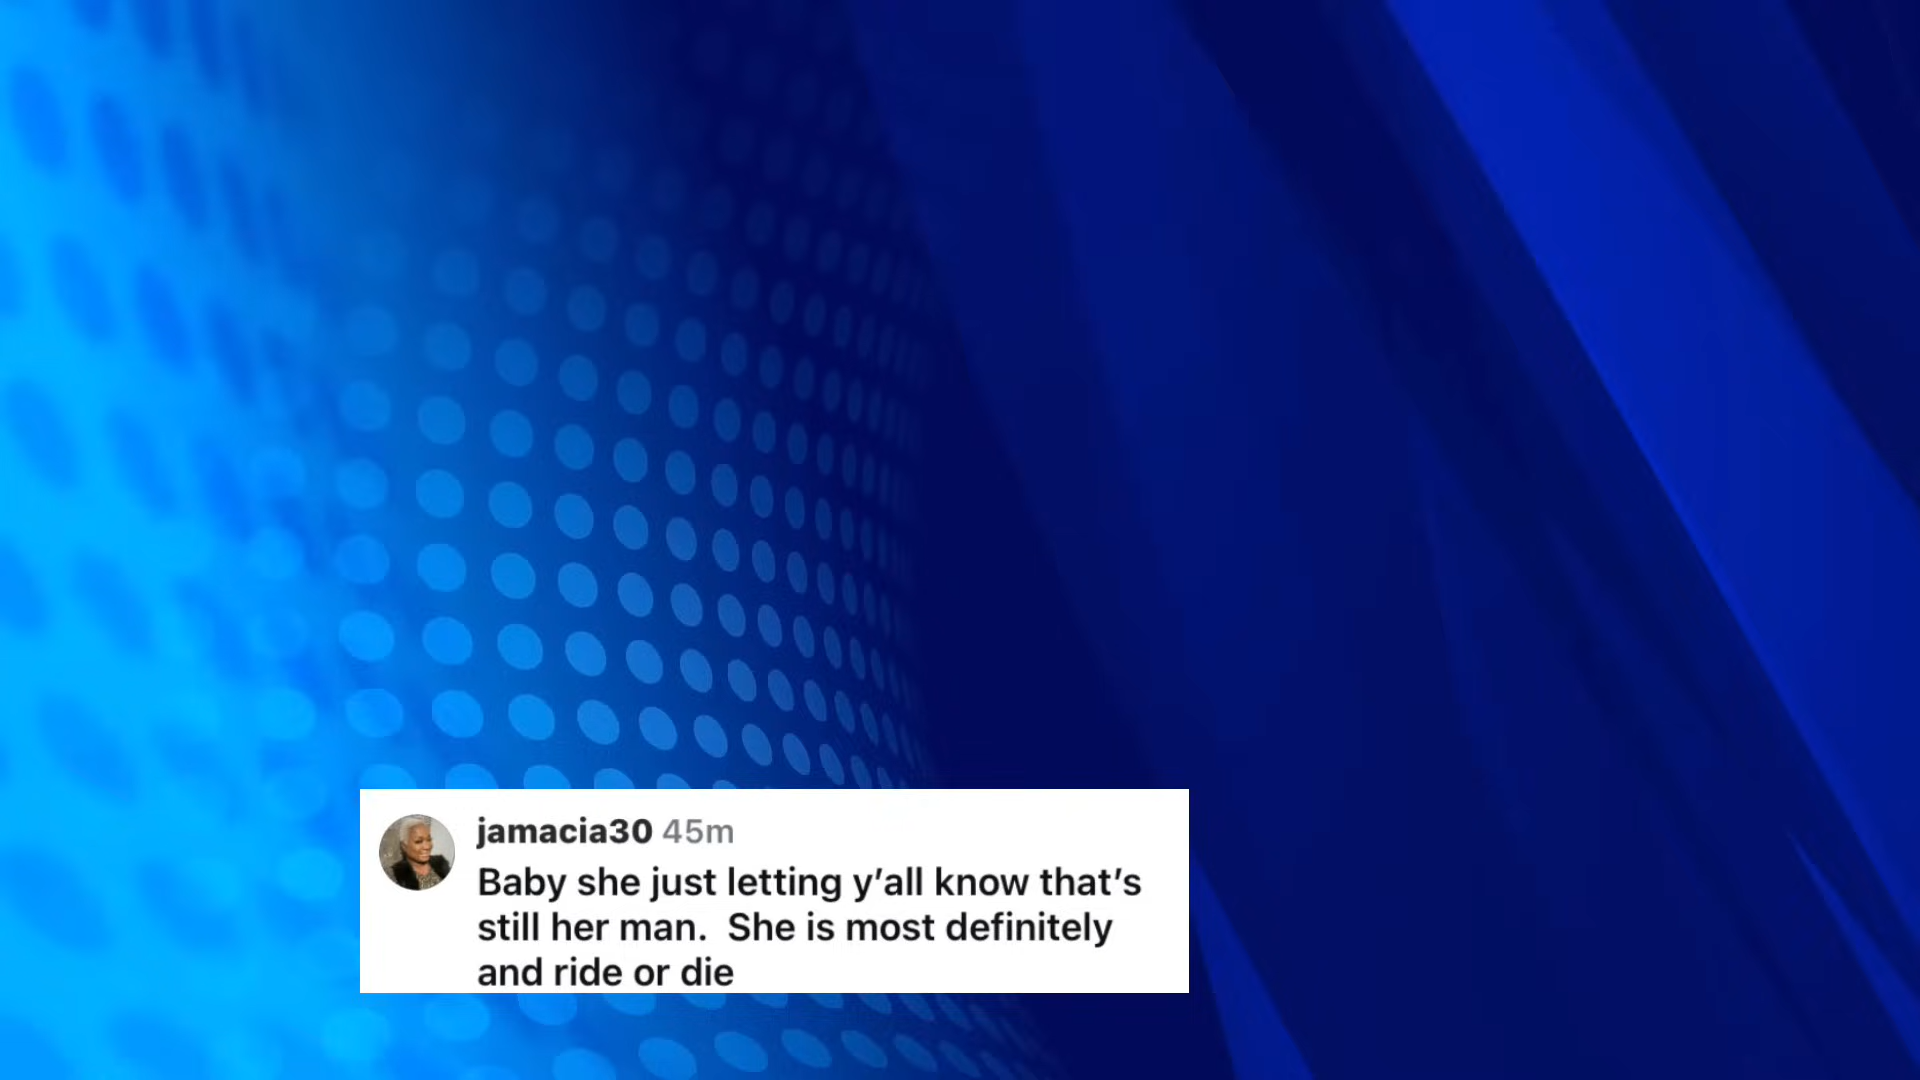 jamacia30 45m
Baby she just letting y’all know that’s
still her man.  She is most definitely
and ride or die